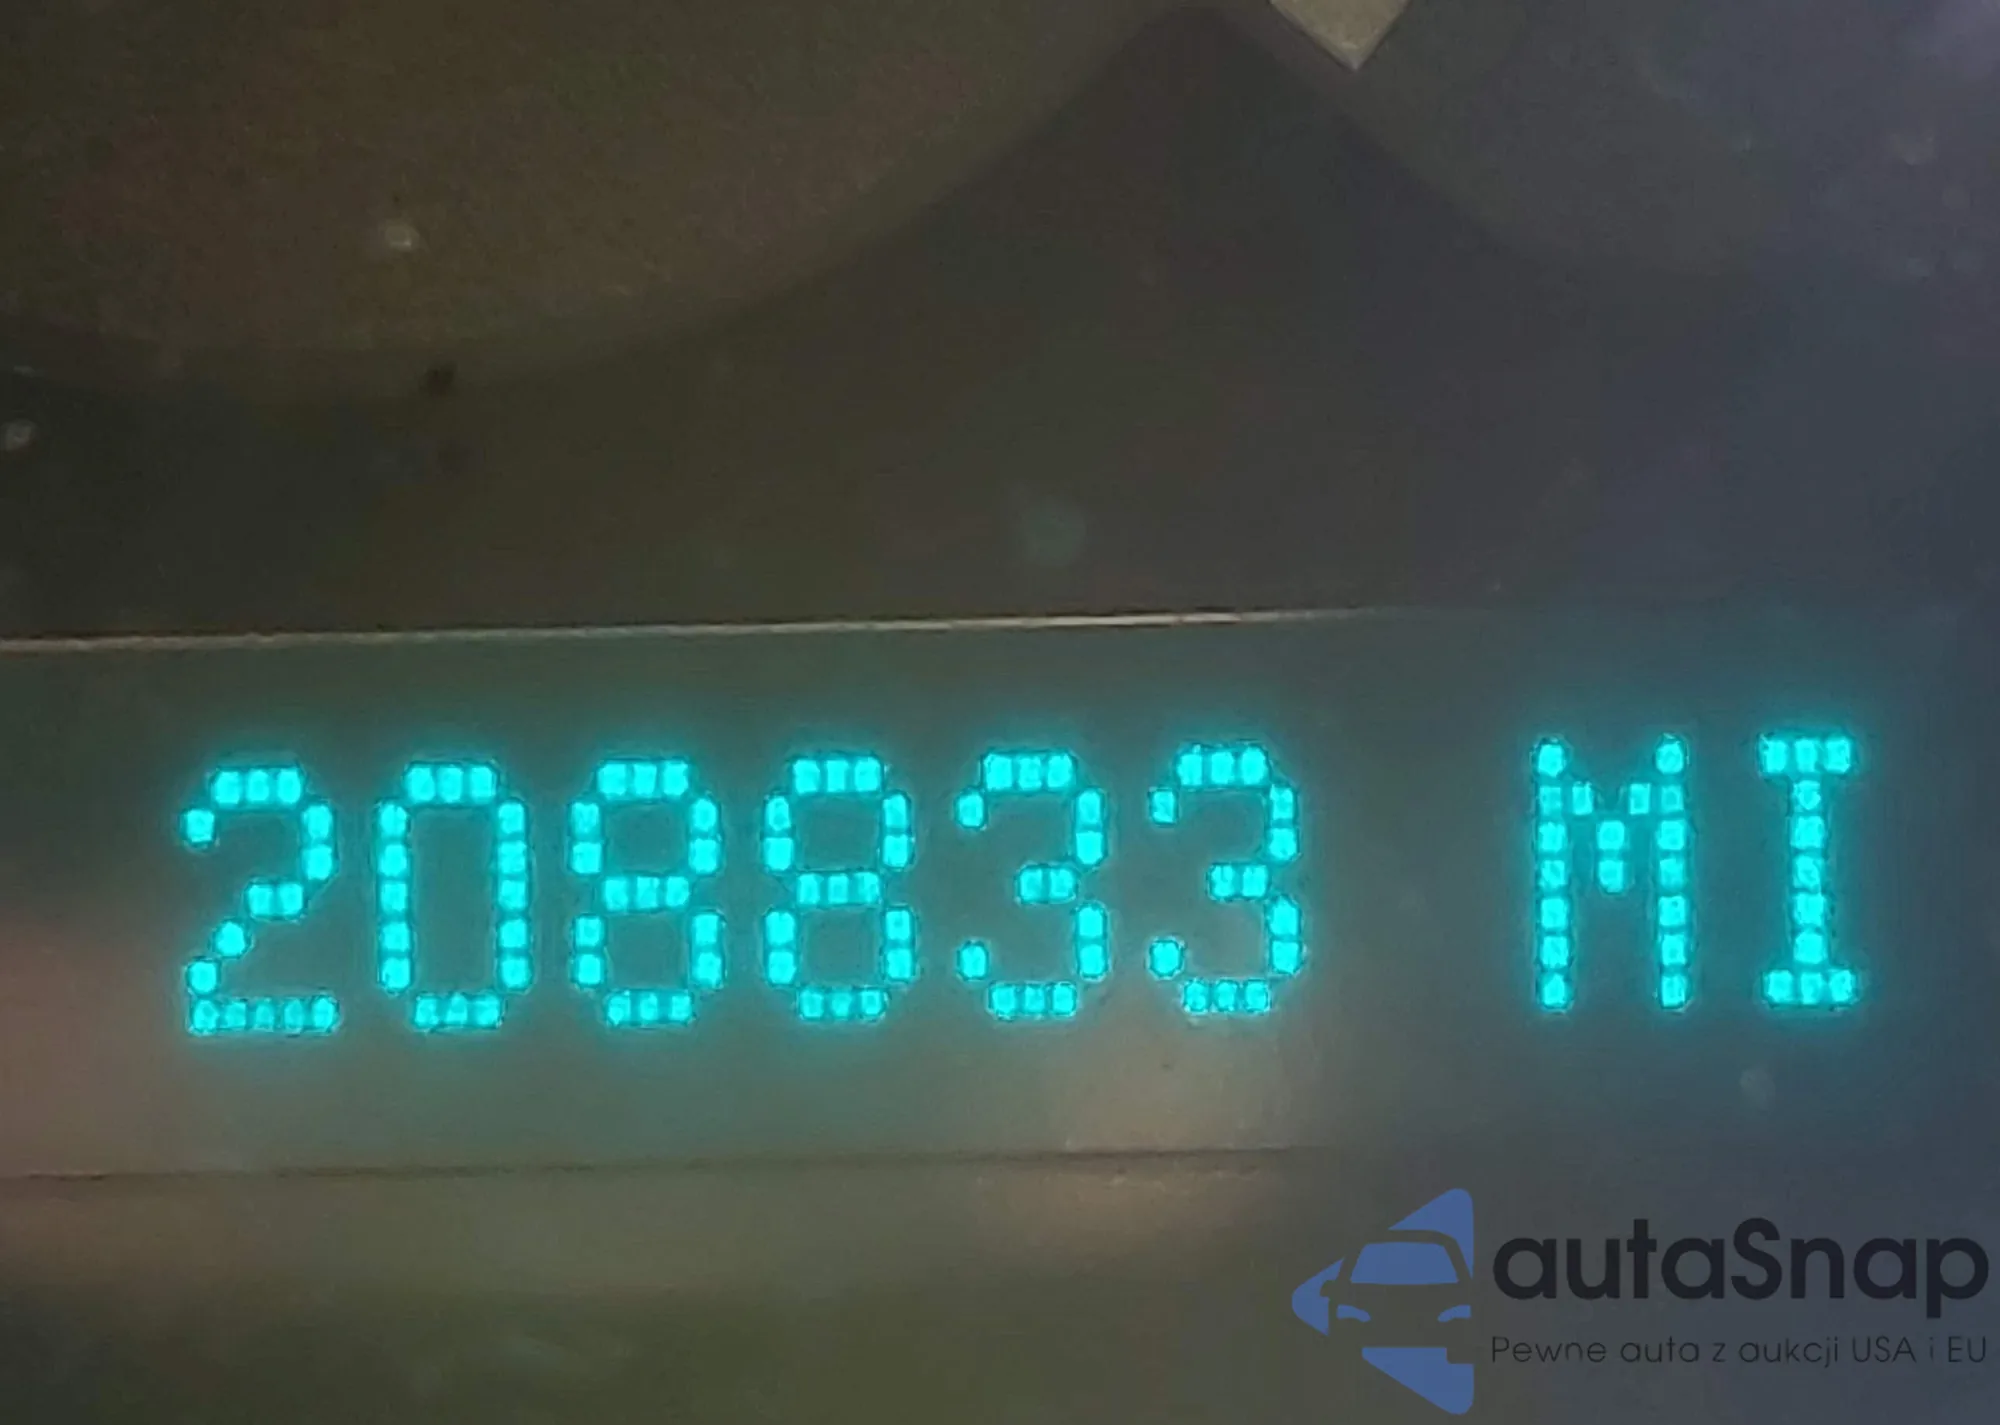 208833 MI
autaSnap
Pewne auta z aukcji USA i EU